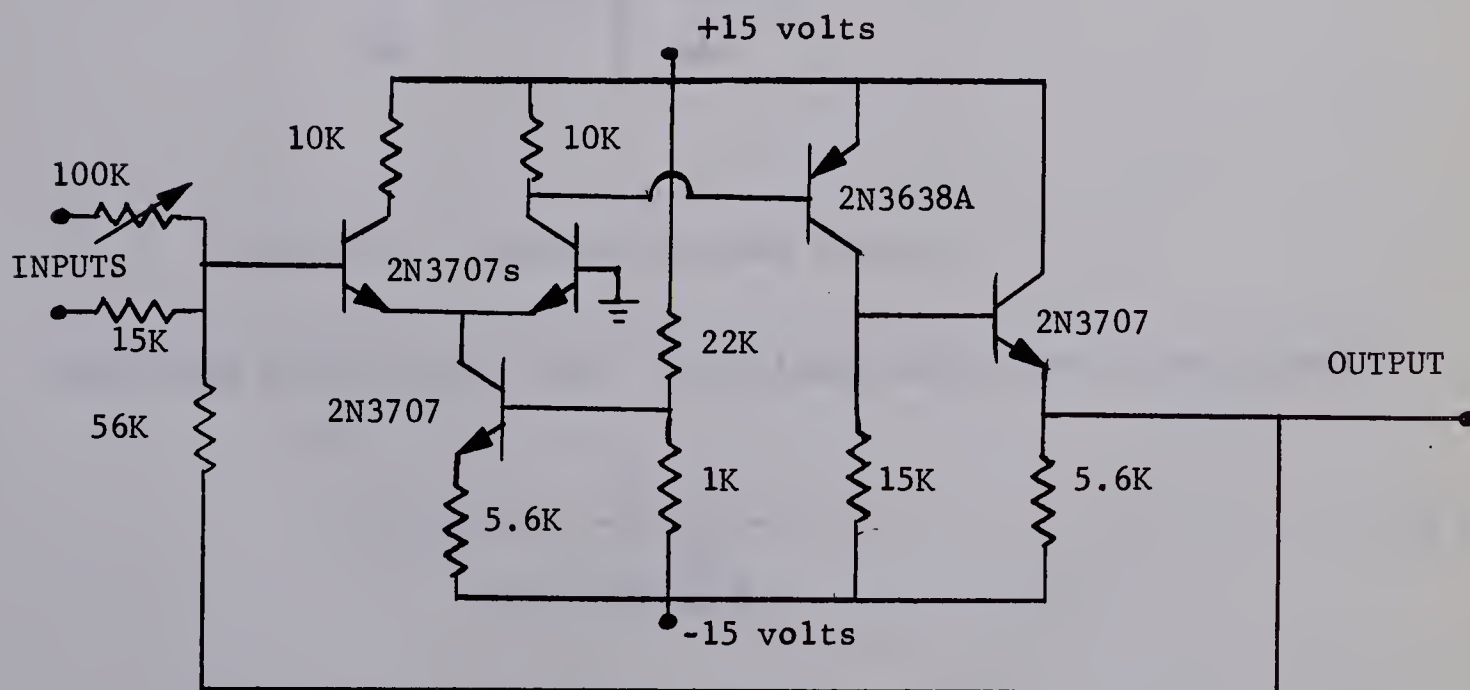 +15 volts
10K
10K
100K
2N3638A
INPUTS
2N3707s
15K
22K
2N3707
OUTPUT
2N3707
56K
1K
15K
5.6K
5.6K
-15 volts